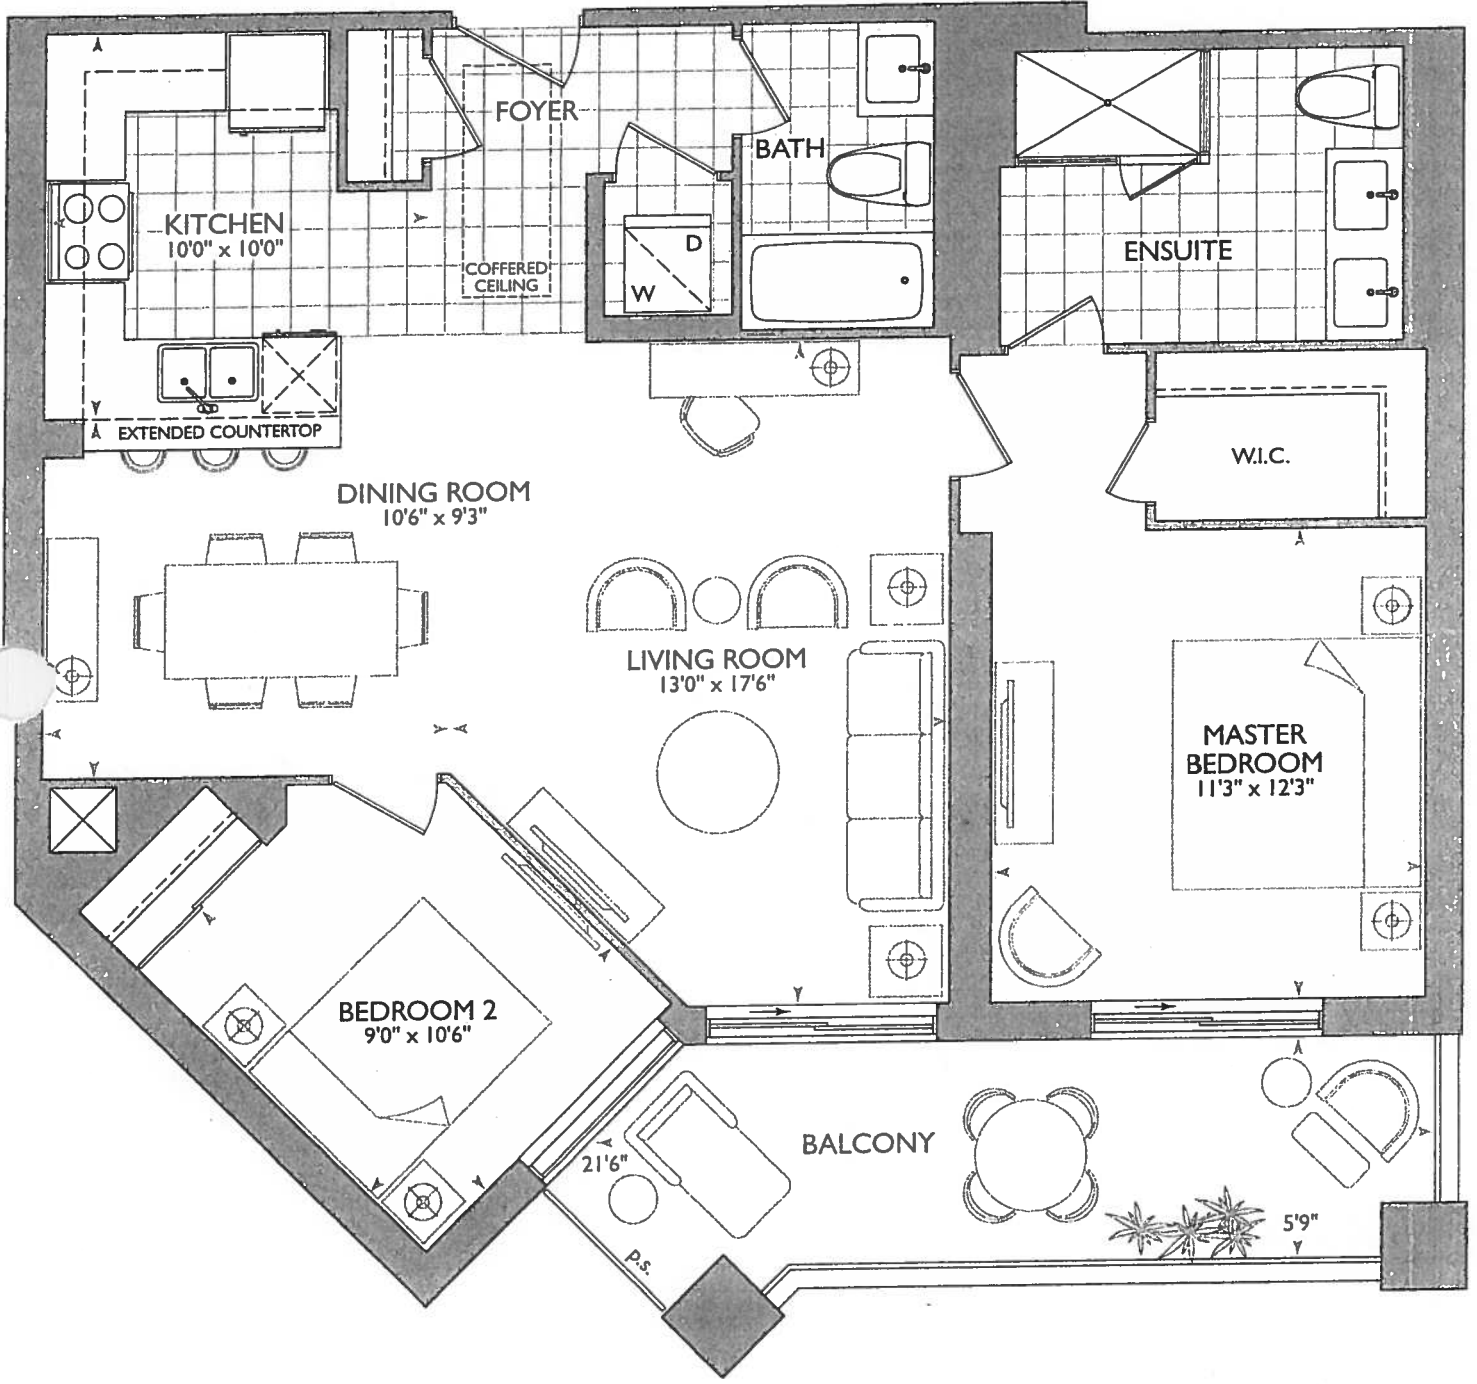 FOYER
BATH
KITCHEN
10'0" x 10'0"
COFFERED
CEILING
D
W
ENSUITE
EXTENDED COUNTERTOP
W.I.C.
DINING ROOM
10'6" x 9'3"
LIVING ROOM
13'0" x 17'6"
MASTER
BEDROOM
11'3" x 12'3"
BEDROOM 2
9'0" x 10'6"
BALCONY
21'6"
5'9"
p.s.